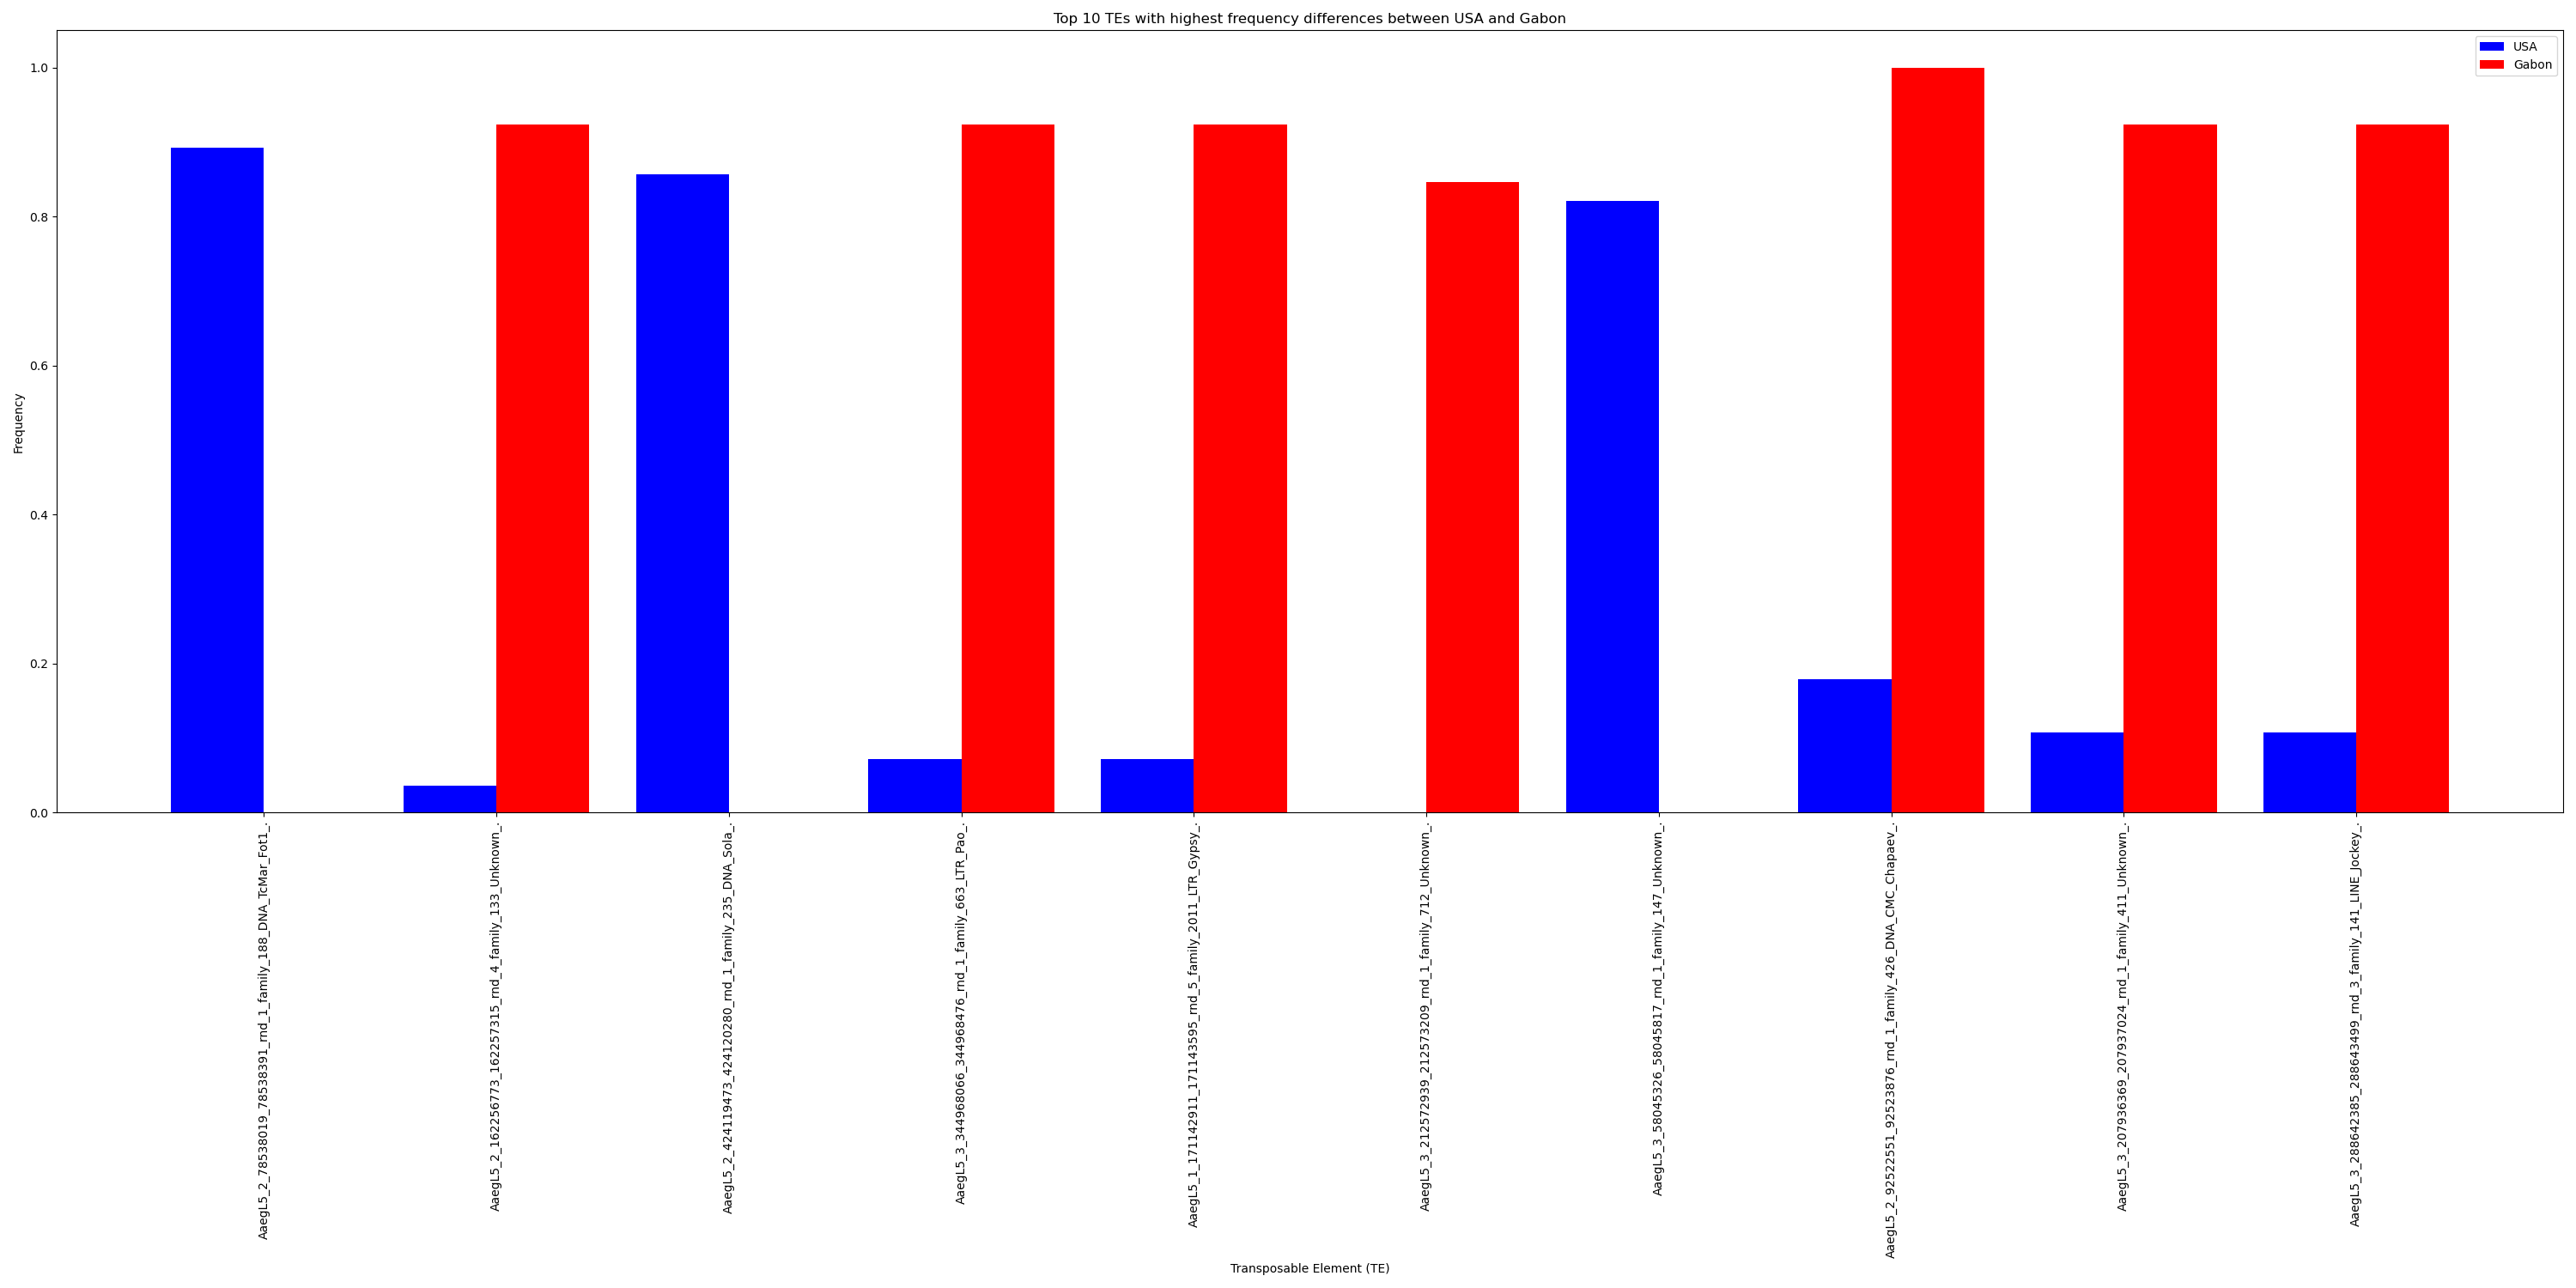 Top 10 TEs with highest frequency differences between USA and Gabon
USA
Gabon
Frequency
1.0
0.8
0.6
0.4
0.2
0.0
AaegL5_2_78538019_78538391_rnd_1_family_188_DNA_TcMar_Fot1_.
AaegL5_2_162256773_162257315_rnd_4_family_133_Unknown_.
AaegL5_2_424119473_424120280_rnd_1_family_235_DNA_Sola_.
AaegL5_3_344968066_344968476_rnd_1_family_663_LTR_Pao_.
AaegL5_1_171142911_171143595_rnd_5_family_2011_LTR_Gypsy_.
AaegL5_3_212572939_212573209_rnd_1_family_712_Unknown_.
AaegL5_3_58045326_58045817_rnd_1_family_147_Unknown_.
AaegL5_2_92522551_92523876_rnd_1_family_426_DNA_CMC_Chapaev_.
AaegL5_3_207936369_207937024_rnd_1_family_411_Unknown_.
AaegL5_3_288642385_288643499_rnd_3_family_141_LINE_Jockey_.
Transposable Element (TE)